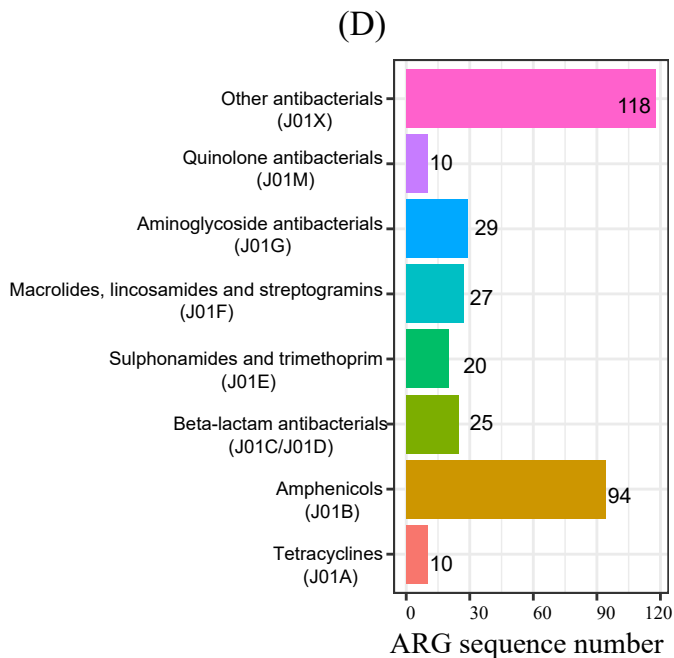 (D)
Other antibacterials
(J01X)
118
Quinolone antibacterials
(J01M)
10
Aminoglycoside antibacterials
(J01G)
29
Macrolides, lincosamides and streptogramins
(J01F)
27
Sulphonamides and trimethoprim
(J01E)
20
Beta-lactam antibacterials
(J01C/J01D)
25
Amphenicols
(J01B)
94
Tetracyclines
(J01A)
10
0 30 60 90 120
ARG sequence number